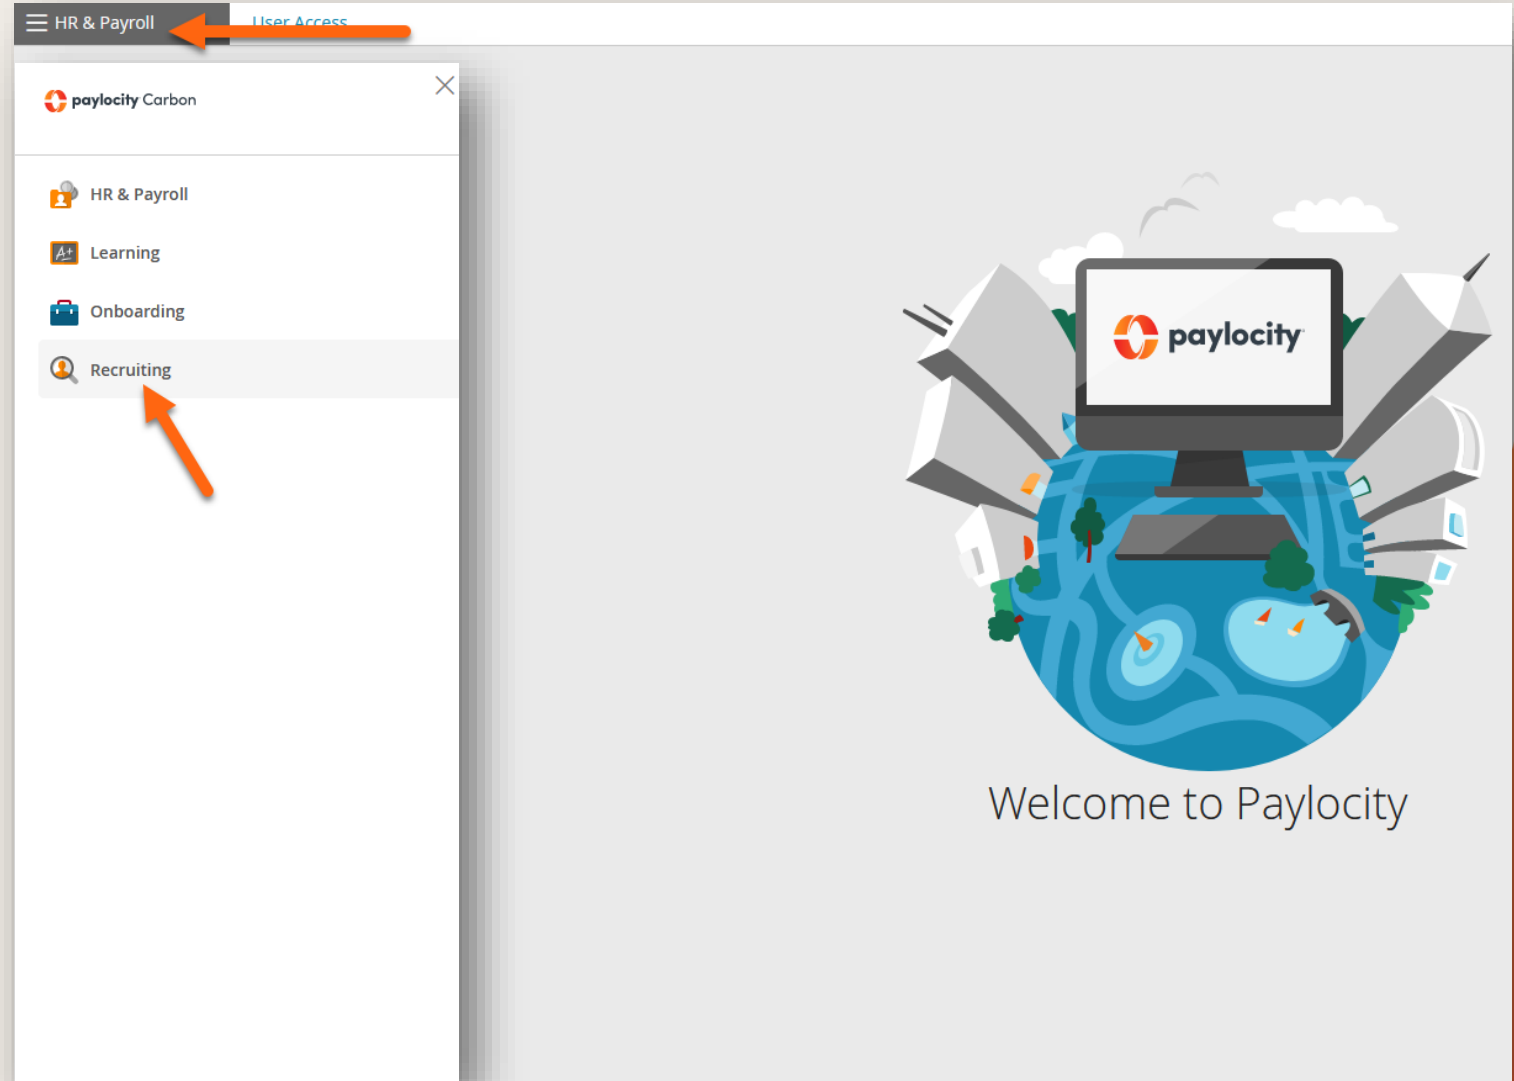 HR & Payroll
User Access
paylocity Carbon
HR & Payroll
A+ Learning
Onboarding
Recruiting
paylocity
Welcome to Paylocity